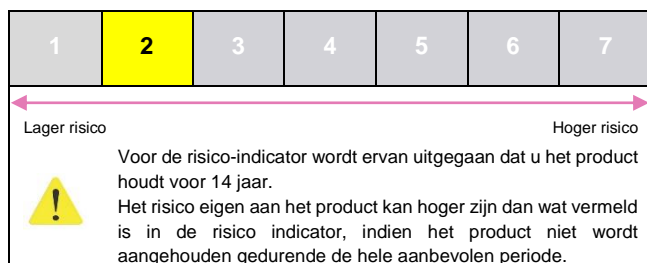 1 2 3 4 5 6 7
Lager risico Hoger risico
Voor de risico-indicator wordt ervan uitgegaan dat u het product
houdt voor 14 jaar.
Het risico eigen aan het product kan hoger zijn dan wat vermeld
is in de risico indicator, indien het product niet wordt
aangehouden gedurende de hele aanbevolen periode.